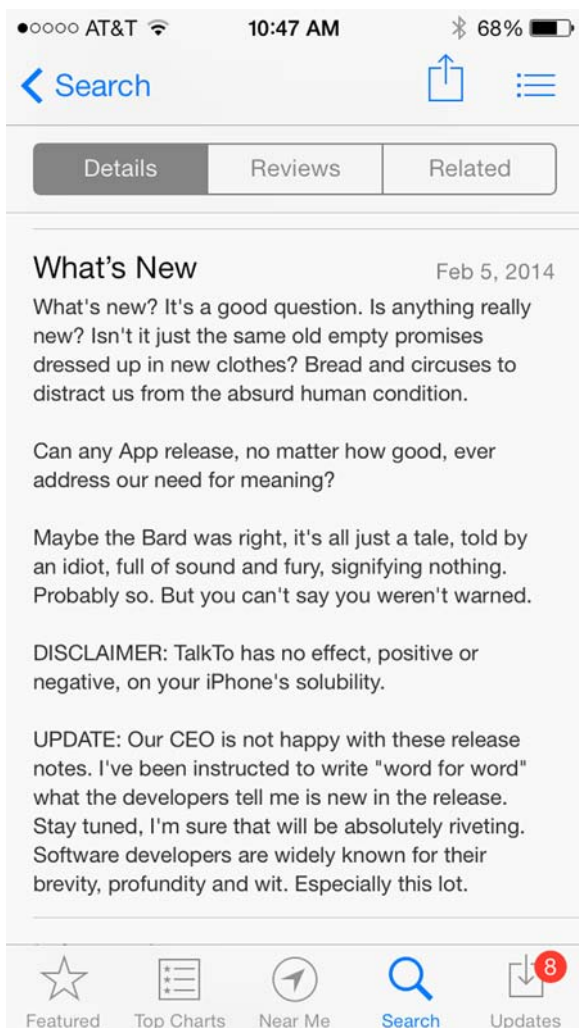 ●○○○○ AT&T 10:47 AM 68%
Search
Details Reviews Related
What's New Feb 5, 2014
What's new? It's a good question. Is anything really
new? Isn't it just the same old empty promises
dressed up in new clothes? Bread and circuses to
distract us from the absurd human condition.
Can any App release, no matter how good, ever
address our need for meaning?
Maybe the Bard was right, it's all just a tale, told by
an idiot, full of sound and fury, signifying nothing.
Probably so. But you can't say you weren't warned.
DISCLAIMER: TalkTo has no effect, positive or
negative, on your iPhone's solubility.
UPDATE: Our CEO is not happy with these release
notes. I've been instructed to write "word for word"
what the developers tell me is new in the release.
Stay tuned, I'm sure that will be absolutely riveting.
Software developers are widely known for their
brevity, profundity and wit. Especially this lot.
8
Featured Top Charts Near Me Search Updates